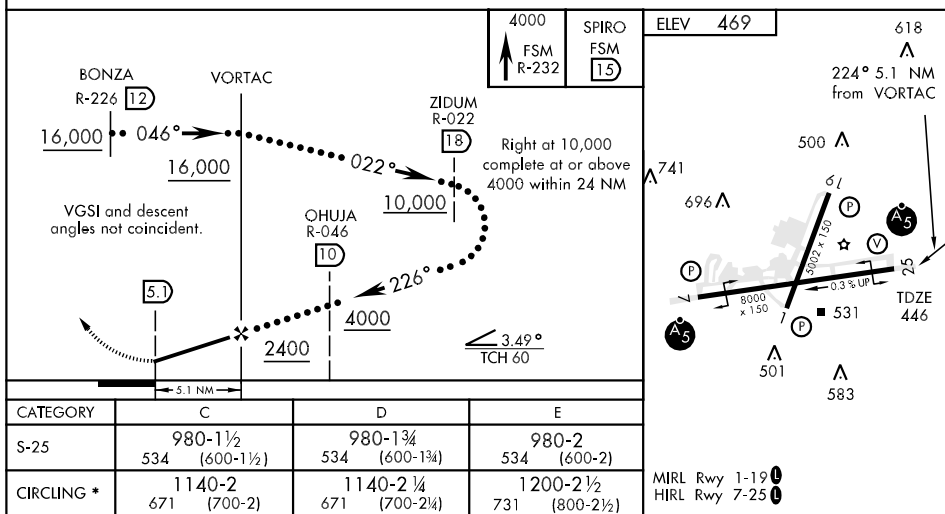 4000
FSM
R-232
SPIRO
FSM
15
BONZA
R-226 12
16,000
046°
VORTAC
16,000
022°
ZIDUM
R-022
18
10,000
Right at 10,000
complete at or above
4000 within 24 NM
VGSI and descent
angles not coincident.
OHUJA
R-046
10
226°
4000
2400
5.1
5.1 NM
3.49°
TCH 60
ELEV 469
618
224° 5.1 NM
from VORTAC
500
741
696
19
P
A5
V
5002 x 150
25
P
0.3% UP
7
8000
x 150
TDZE
446
1
531
A5
P
501
583
MIRL Rwy 1-19 L
HIRL Rwy 7-25 L
CATEGORY C D E
S-25 980-1½ 980-1¾ 980-2
534 (600-1½) 534 (600-1¾) 534 (600-2)
CIRCLING * 1140-2 1140-2¼ 1200-2½
671 (700-2) 671 (700-2¼) 731 (800-2½)